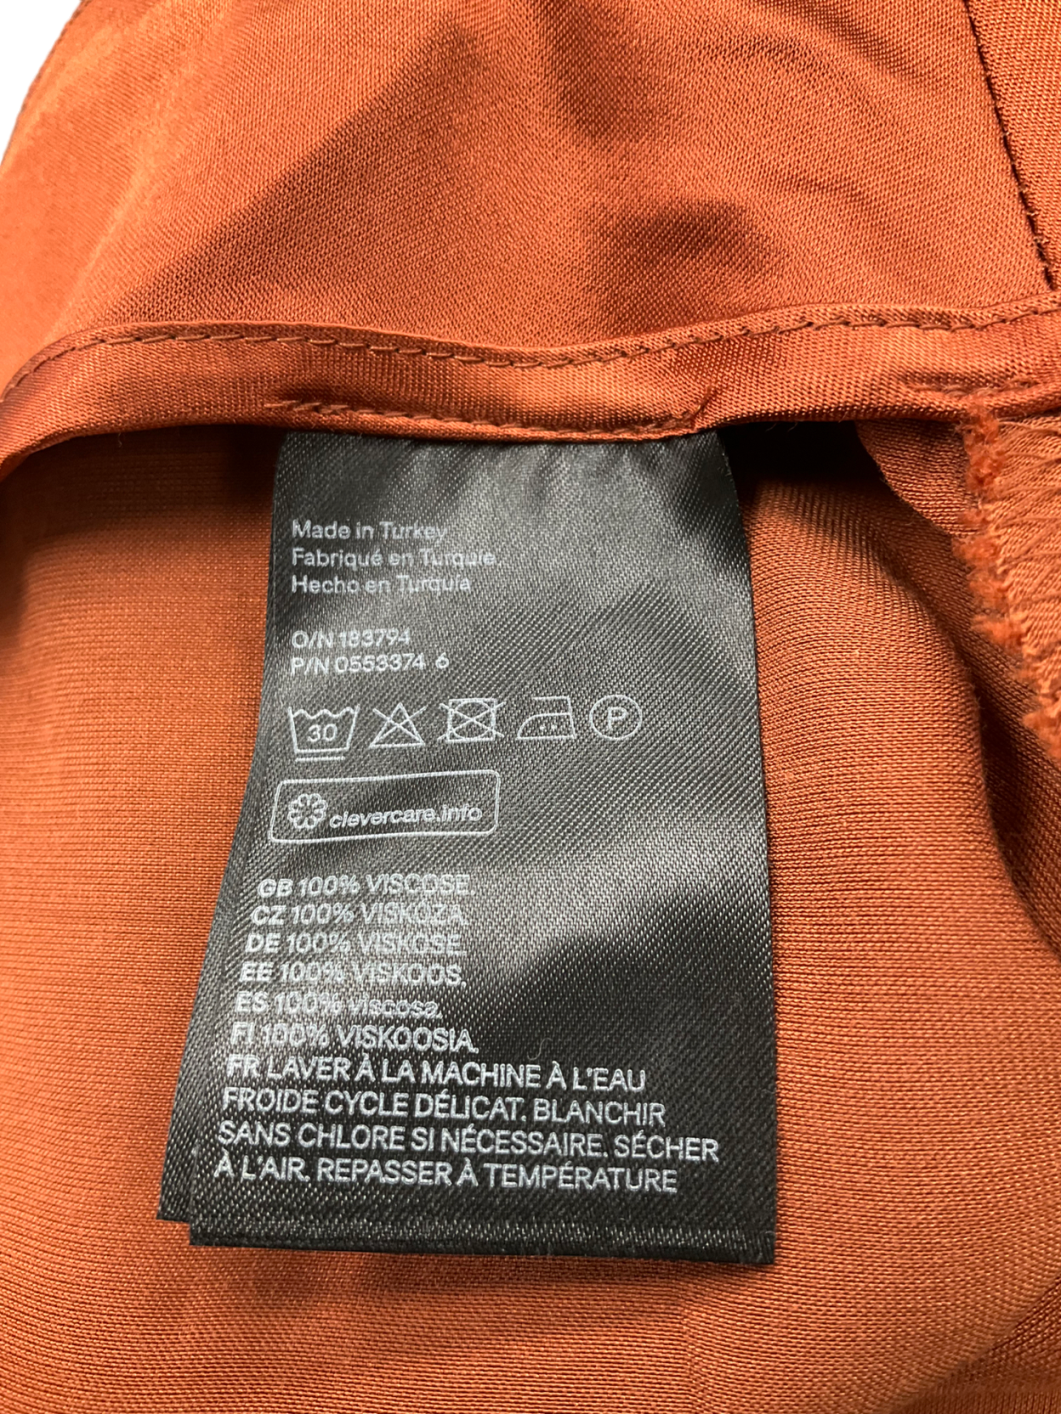 Made in Turkey
Fabriqué en Turquie
Hecho en Turquía
O/N 183794
P/N 0553374 6
30
P
clevercare.info
GB 100% VISCOSE
CZ 100% VISKÓZA
DE 100% VISKOSE
EE 100% VISKOOS.
ES 100% viscosa
FI 100% VISKOOSIA
FR LAVER À LA MACHINE À L'EAU
FROIDE CYCLE DÉLICAT. BLANCHIR
SANS CHLORE SI NÉCESSAIRE. SÉCHER
À L'AIR. REPASSER À TEMPÉRATURE